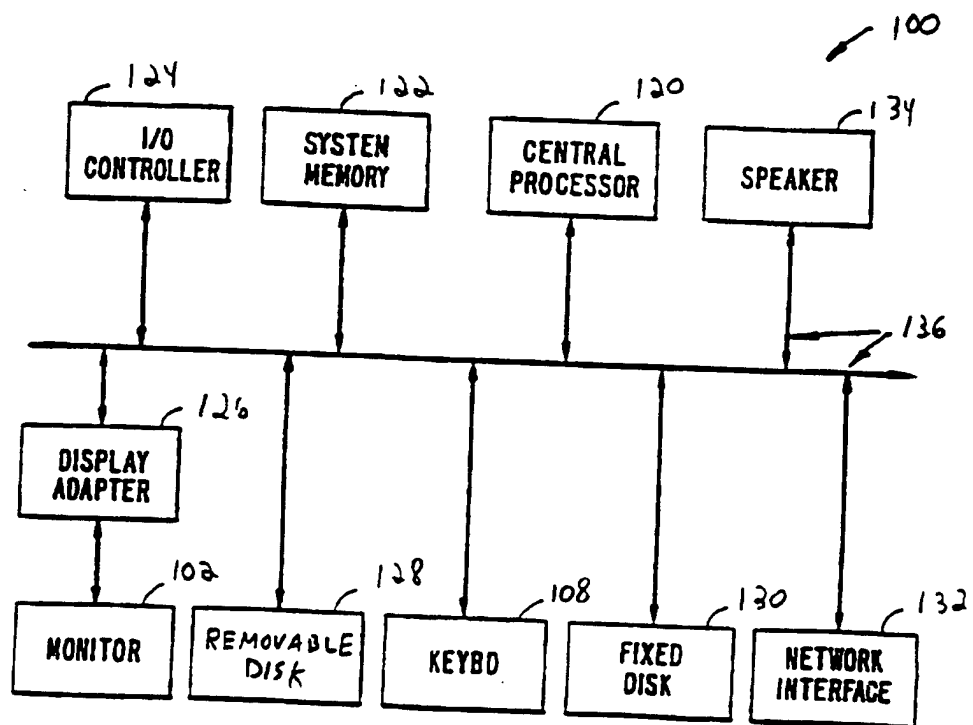 100
124
122
120
134
I/O
CONTROLLER
SYSTEM
MEMORY
CENTRAL
PROCESSOR
SPEAKER
136
126
DISPLAY
ADAPTER
102
128
108
130
132
MONITOR
REMOVABLE
DISK
KEYBD
FIXED
DISK
NETWORK
INTERFACE